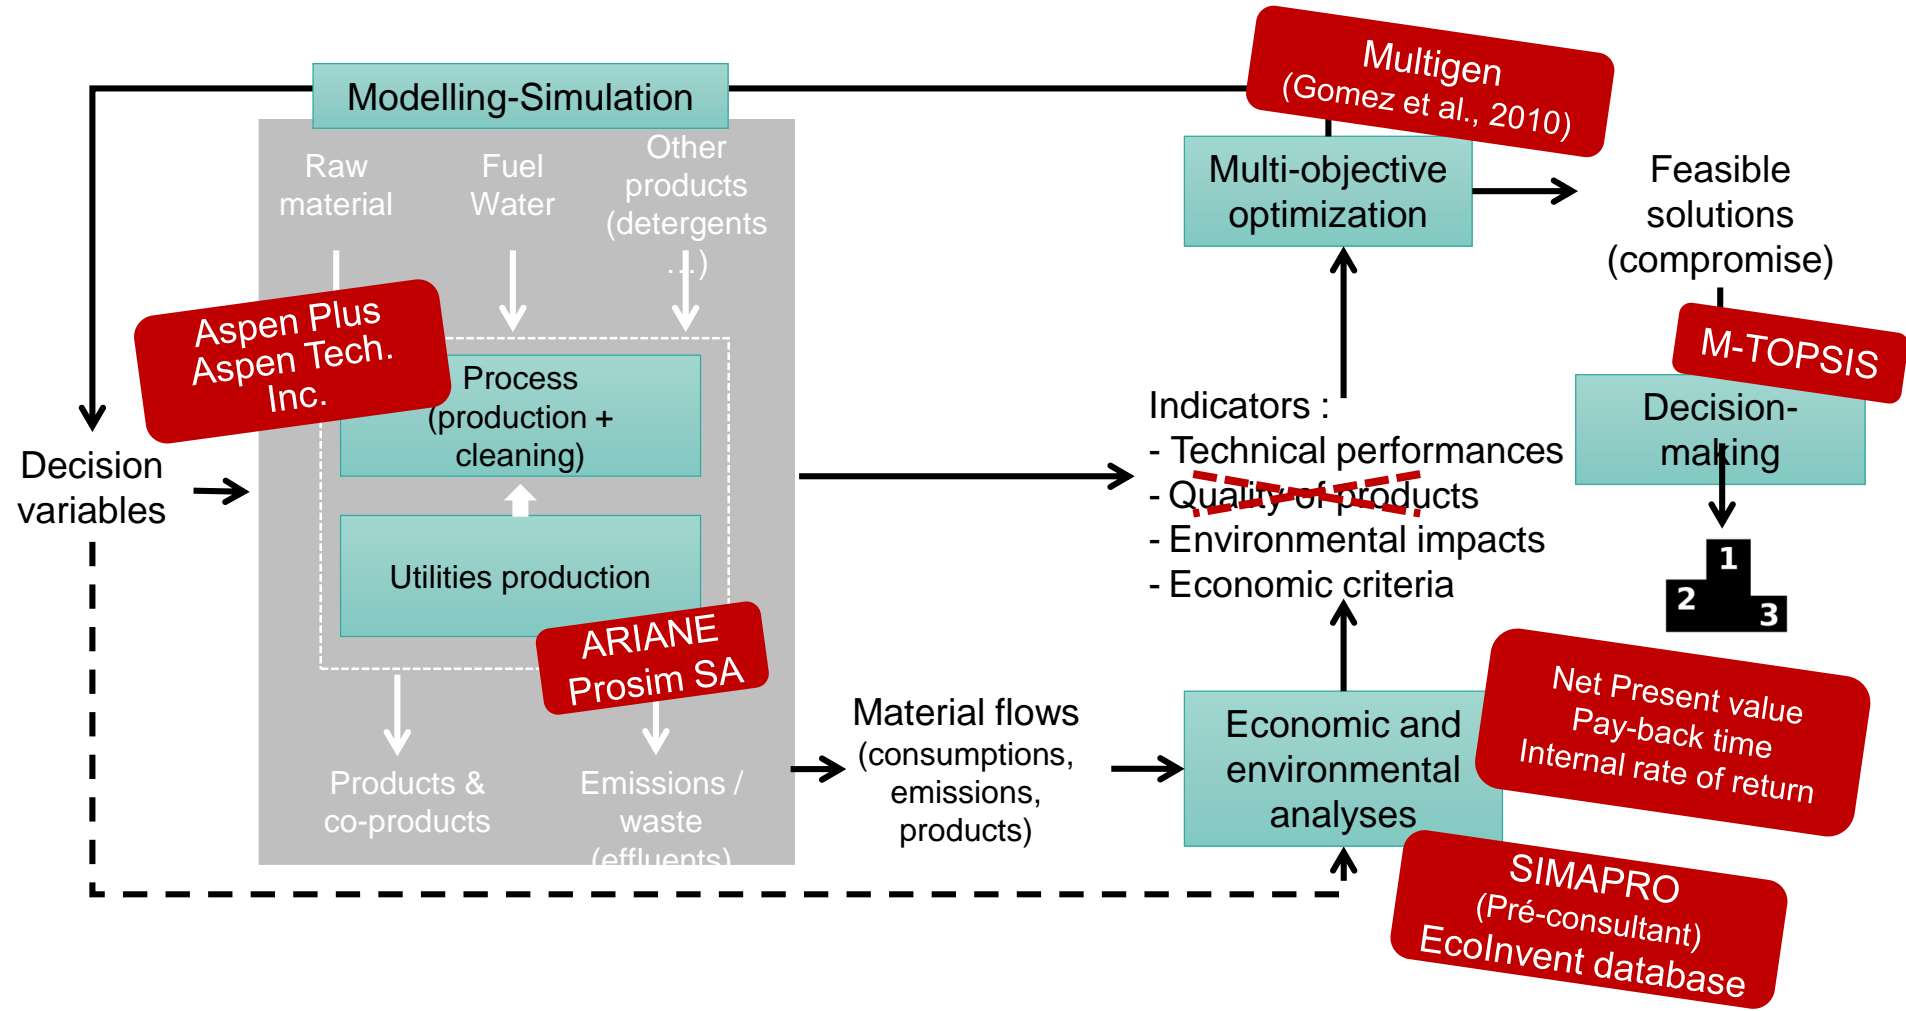 Multigen
(Gomez et al., 2010)
Modelling-Simulation
Raw
material
Fuel
Water
Other
products
(detergents
…)
Multi-objective
optimization
Feasible
solutions
(compromise)
Aspen Plus
Aspen Tech.
Inc.
M-TOPSIS
Process
(production +
cleaning)
Decision-
making
Indicators :
- Technical performances
- Quality of products
- Environmental impacts
- Economic criteria
Decision
variables
Utilities production
1
2
3
ARIANE
Prosim SA
Net Present value
Pay-back time
Internal rate of return
Material flows
(consumptions,
emissions,
products)
Economic and
environmental
analyses
Products &
co-products
Emissions /
waste
(effluents)
SIMAPRO
(Pré-consultant)
EcoInvent database